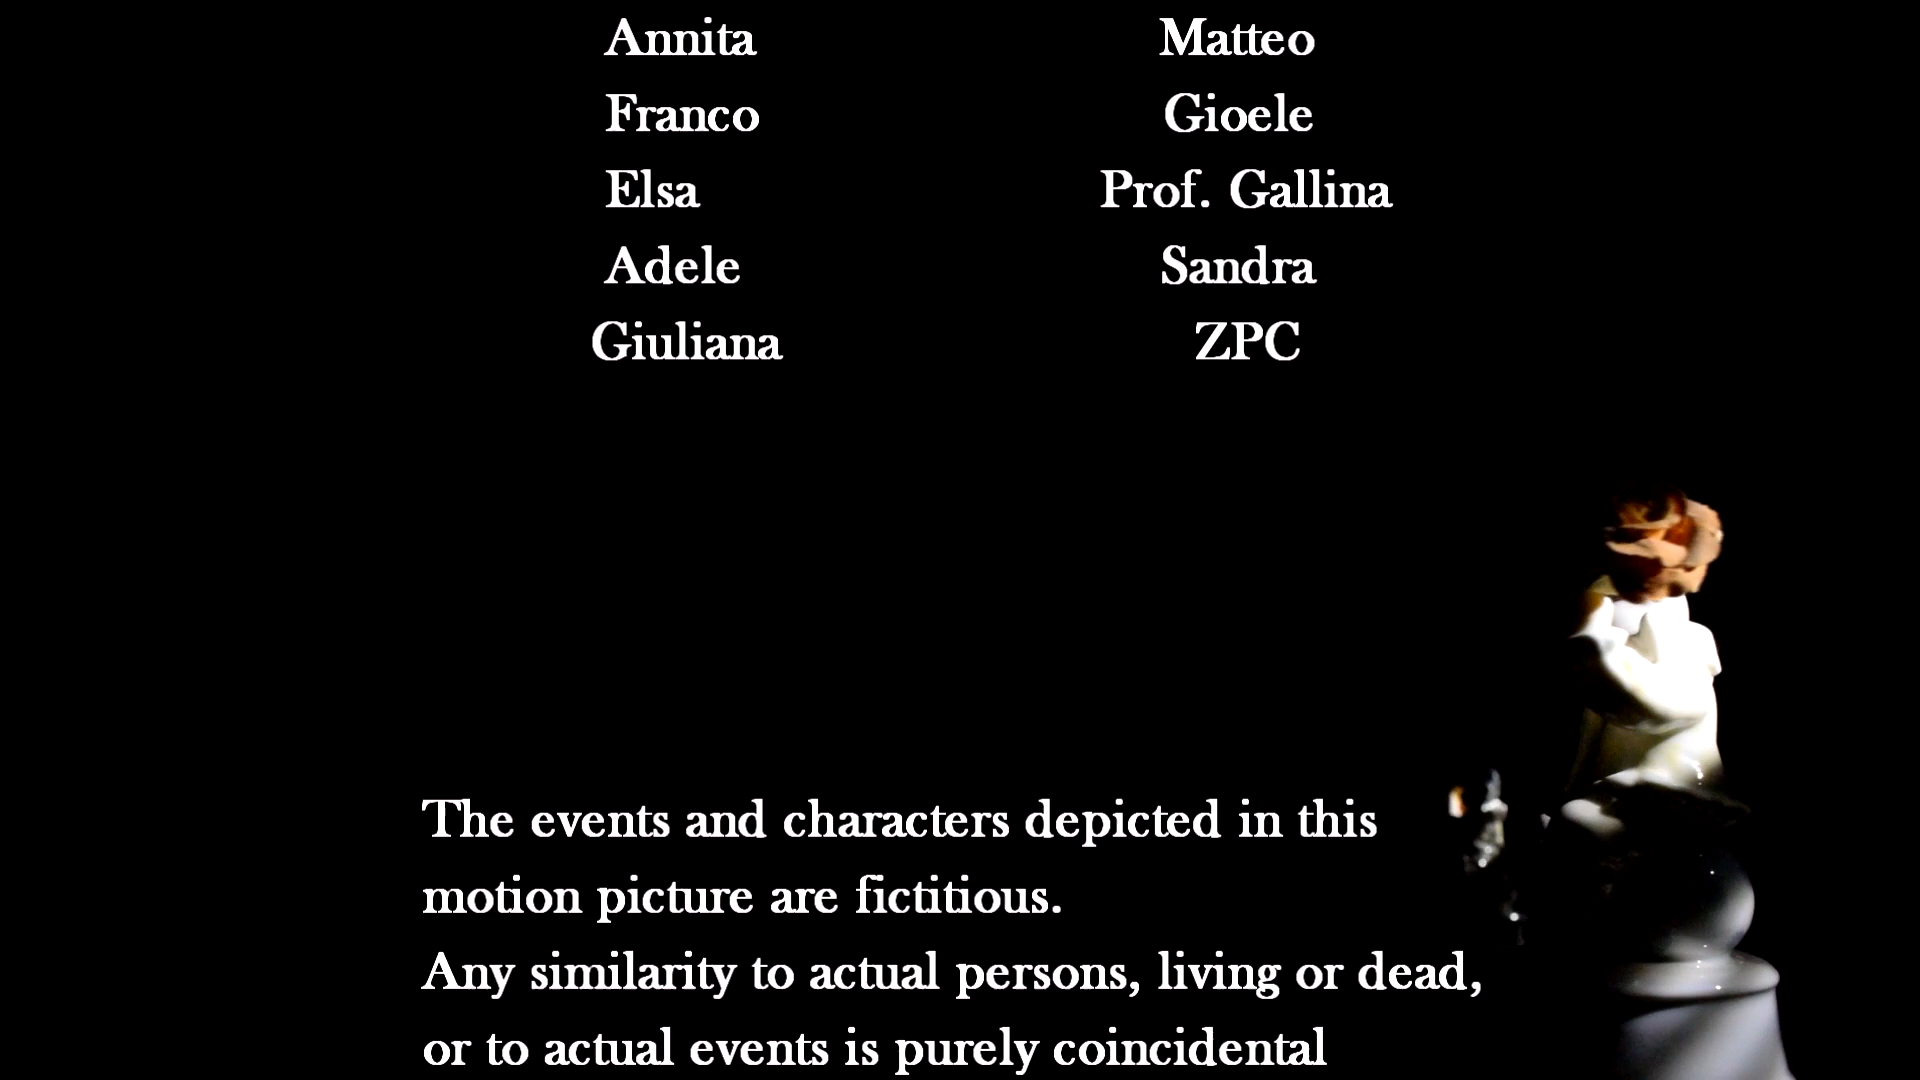 Annita Matteo
Franco Gioele
Elsa Prof. Gallina
Adele Sandra
Giuliana ZPC
The events and characters depicted in this
motion picture are fictitious.
Any similarity to actual persons, living or dead,
or to actual events is purely coincidental